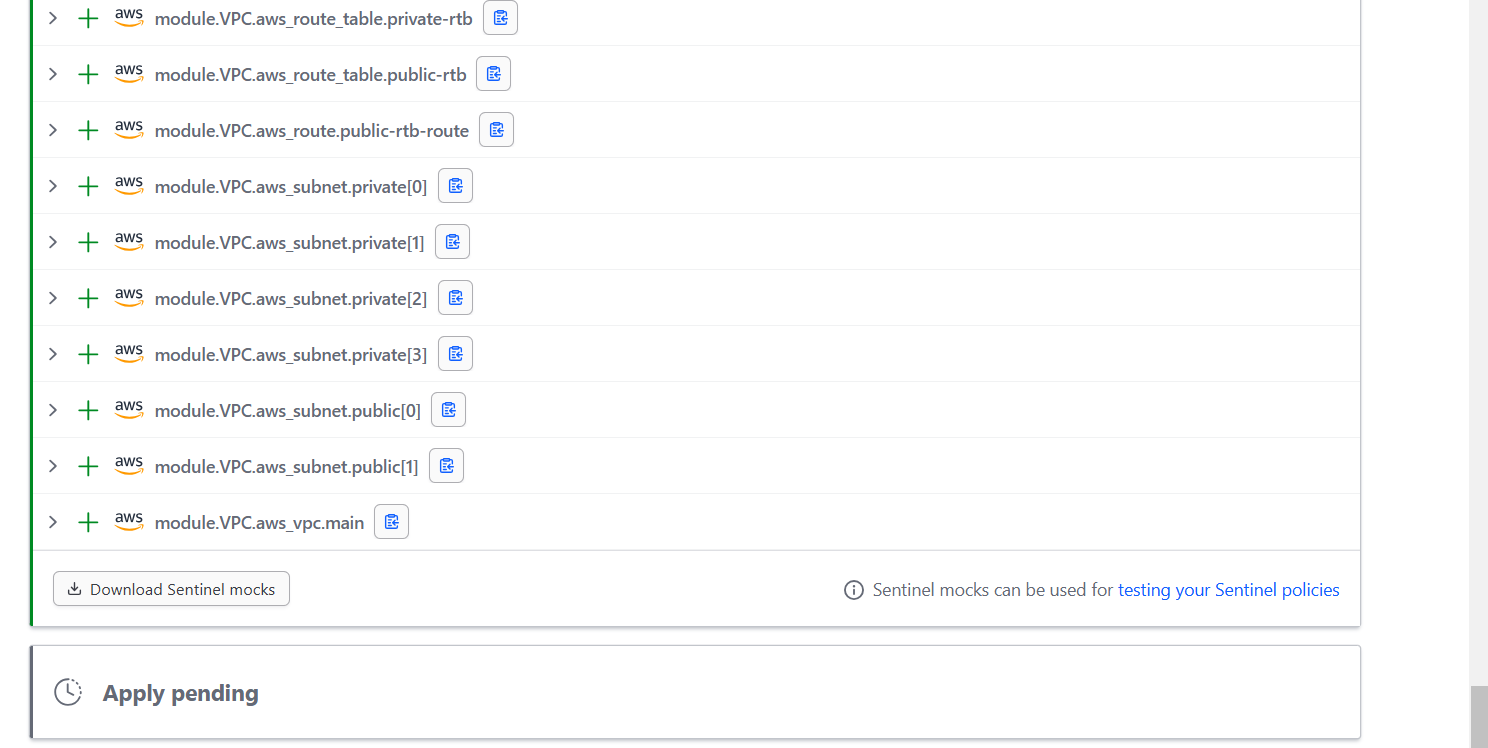 aws module.VPC.aws_route_table.private-rtb
aws module.VPC.aws_route_table.public-rtb
aws module.VPC.aws_route.public-rtb-route
aws module.VPC.aws_subnet.private[0]
aws module.VPC.aws_subnet.private[1]
aws module.VPC.aws_subnet.private[2]
aws module.VPC.aws_subnet.private[3]
aws module.VPC.aws_subnet.public[0]
aws module.VPC.aws_subnet.public[1]
aws module.VPC.aws_vpc.main
Download Sentinel mocks Sentinel mocks can be used for testing your Sentinel policies
Apply pending